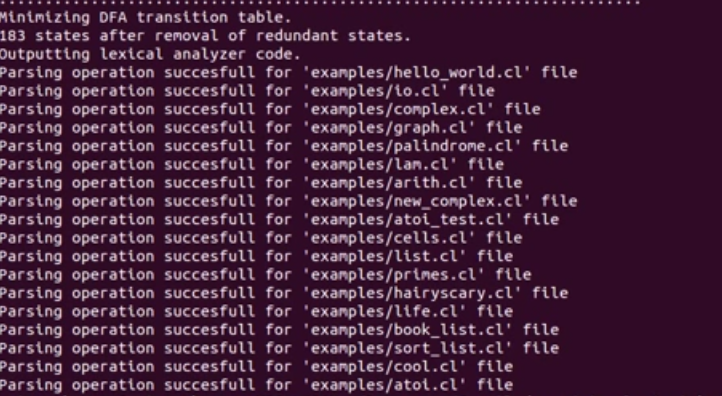 Minimizing DFA transition table.
183 states after removal of redundant states.
Outputting lexical analyzer code.
Parsing operation succesfull for 'examples/hello_world.cl' file
Parsing operation succesfull for 'examples/io.cl' file
Parsing operation succesfull for 'examples/complex.cl' file
Parsing operation succesfull for 'examples/graph.cl' file
Parsing operation succesfull for 'examples/palindrome.cl' file
Parsing operation succesfull for 'examples/lam.cl' file
Parsing operation succesfull for 'examples/arith.cl' file
Parsing operation succesfull for 'examples/new_complex.cl' file
Parsing operation succesfull for 'examples/atoi_test.cl' file
Parsing operation succesfull for 'examples/cells.cl' file
Parsing operation succesfull for 'examples/list.cl' file
Parsing operation succesfull for 'examples/primes.cl' file
Parsing operation succesfull for 'examples/hairyscary.cl' file
Parsing operation succesfull for 'examples/life.cl' file
Parsing operation succesfull for 'examples/book_list.cl' file
Parsing operation succesfull for 'examples/sort_list.cl' file
Parsing operation succesfull for 'examples/cool.cl' file
Parsing operation succesfull for 'examples/atoi.cl' file